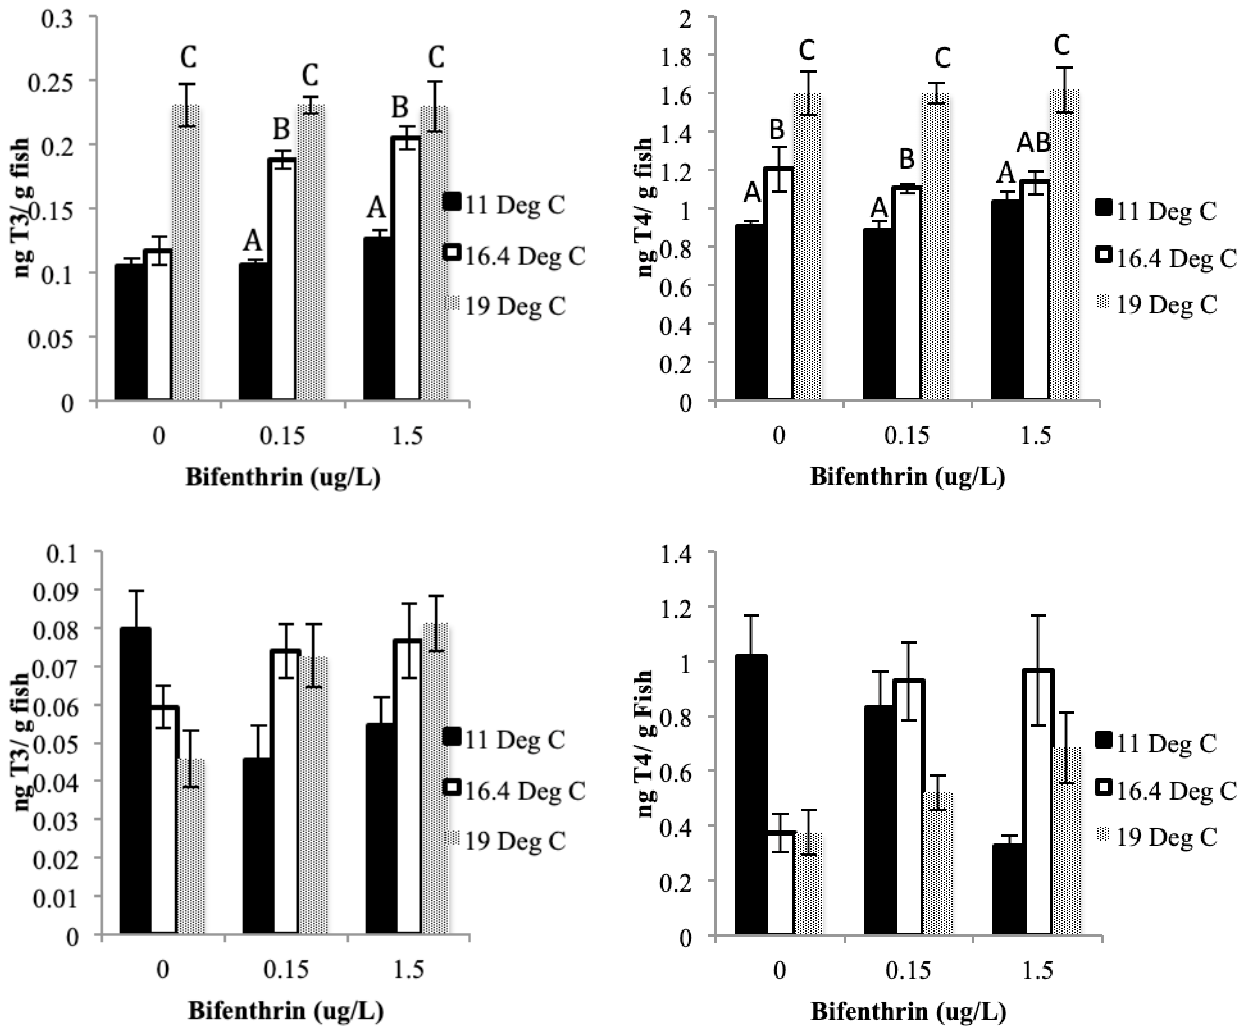 0.3
0.25
0.2
0.15
0.1
0.05
0
ng T3/ g fish
C
C
C
B
B
A
A
11 Deg C
16.4 Deg C
19 Deg C
0 0.15 1.5
Bifenthrin (ug/L)
2
1.8
1.6
1.4
1.2
1
0.8
0.6
0.4
0.2
0
ng T4/ g fish
C
C
C
B
B
AB
A
A
A
11 Deg C
16.4 Deg C
19 Deg C
0 0.15 1.5
Bifenthrin (ug/L)
0.1
0.09
0.08
0.07
0.06
0.05
0.04
0.03
0.02
0.01
0
ng T3/ g fish
11 Deg C
16.4 Deg C
19 Deg C
0 0.15 1.5
Bifenthrin (ug/L)
1.4
1.2
1
0.8
0.6
0.4
0.2
0
ng T4/ g Fish
11 Deg C
16.4 Deg C
19 Deg C
0 0.15 1.5
Bifenthrin (ug/L)